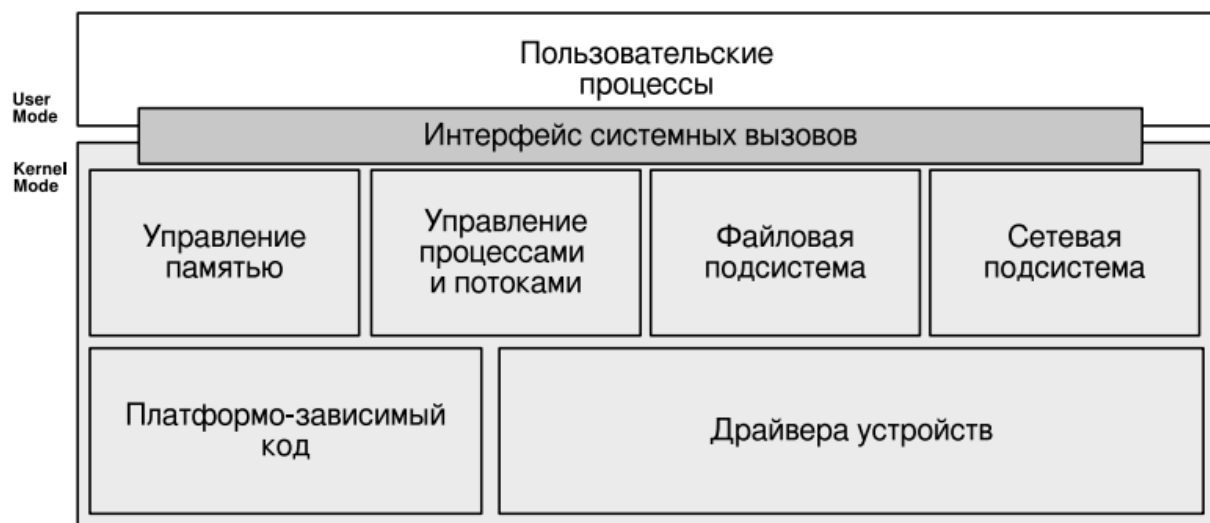 Пользовательские
процессы
User
Mode
Интерфейс системных вызовов
Kernel
Mode
Управление
памятью
Управление
процессами
и потоками
Файловая
подсистема
Сетевая
подсистема
Платформо-зависимый
код
Драйвера устройств